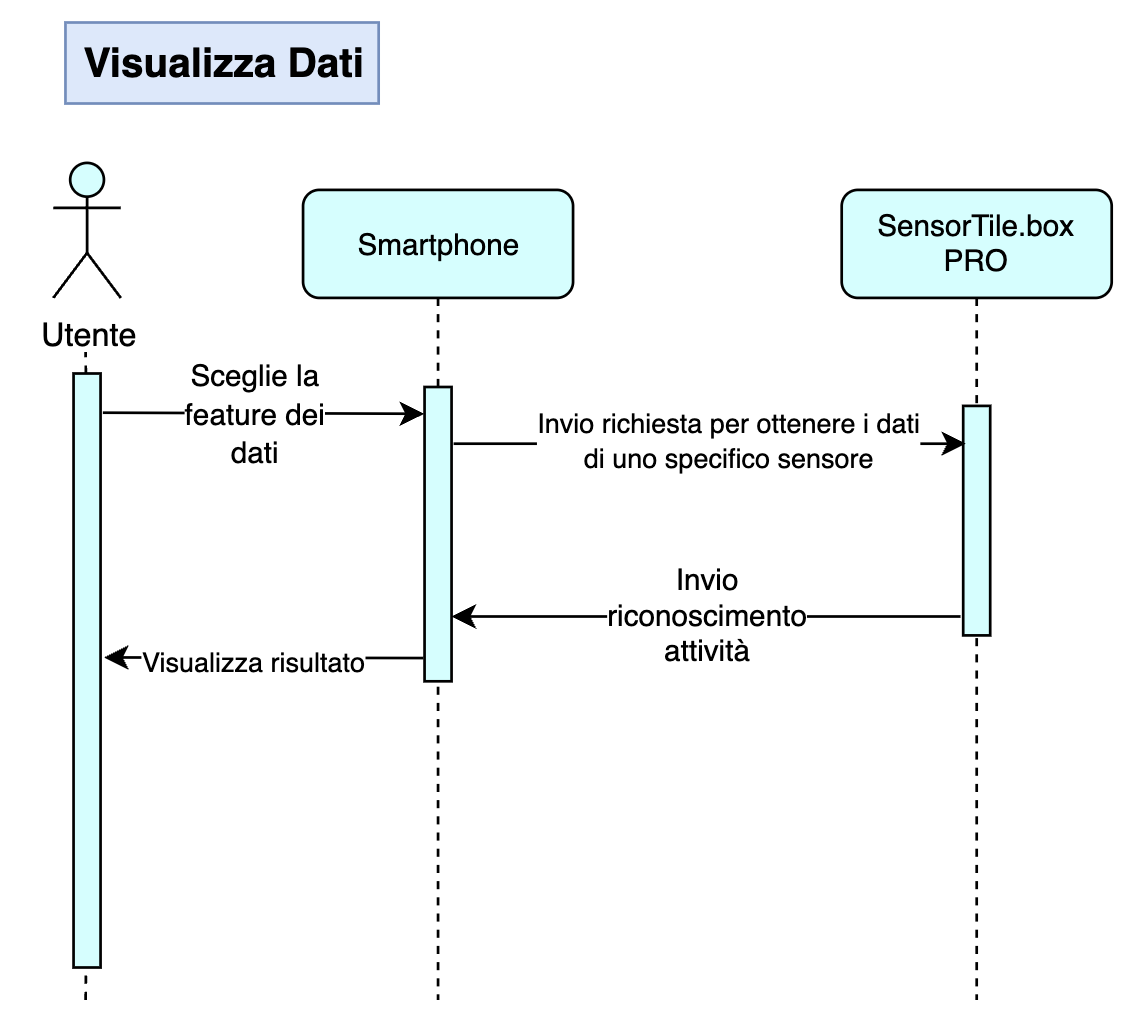 Visualizza Dati
Smartphone
SensorTile.box
PRO
Utente
Sceglie la
feature dei
dati
Invio richiesta per ottenere i dati
di uno specifico sensore
Invio
riconoscimento
attività
Visualizza risultato